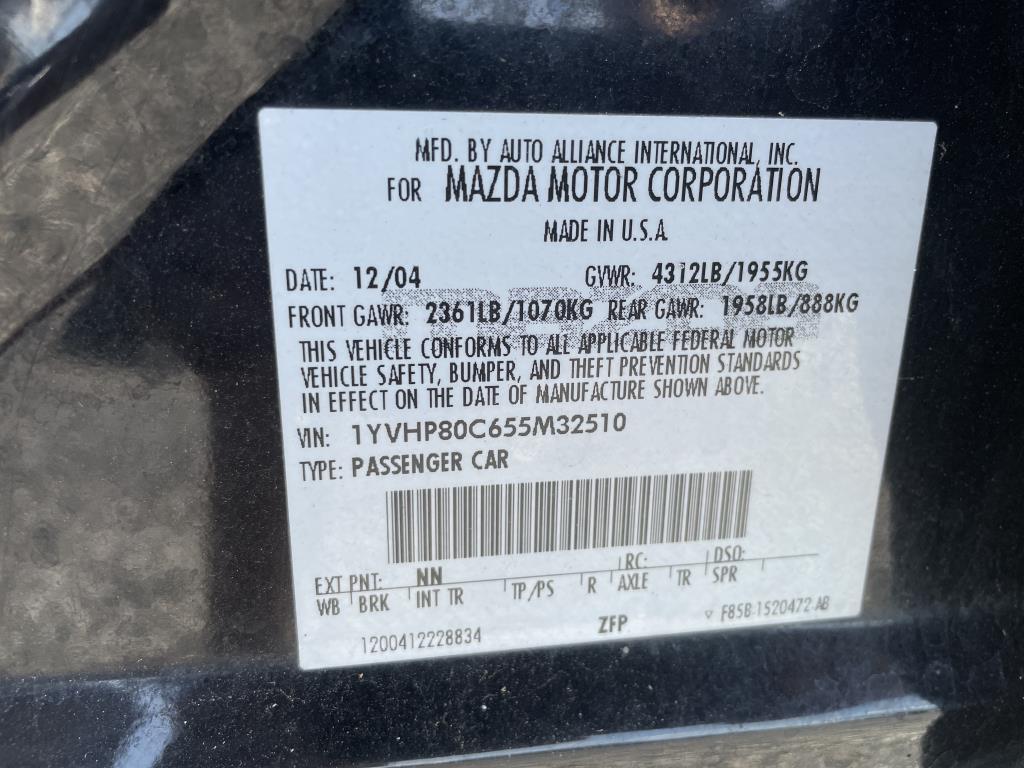 MFD. BY AUTO ALLIANCE INTERNATIONAL, INC.
FOR MAZDA MOTOR CORPORATION
MADE IN U.S.A.
DATE: 12/04 GVWR: 4312LB/1955KG
FRONT GAWR: 2361LB/1070KG REAR GAWR: 1958LB/888KG
THIS VEHICLE CONFORMS TO ALL APPLICABLE FEDERAL MOTOR
VEHICLE SAFETY, BUMPER, AND THEFT PREVENTION STANDARDS
IN EFFECT ON THE DATE OF MANUFACTURE SHOWN ABOVE.
VIN: 1YVHP80C655M32510
TYPE: PASSENGER CAR
EXT PNT: NN RC: DSO:
WB BRK INT TR TP/PS R AXLE TR SPR
1200412228834 ZFP F85B-1520472-AB